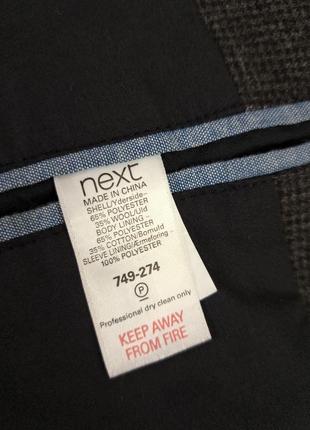 next
MADE IN CHINA
SHELL/Yderside-
65% POLYESTER
35% WOOL/Uld
BODY LINING -
65% POLYESTER
35% COTTON/Bomuld
SLEEVE LINING/Æmeforing -
100% POLYESTER
749-274
P
Professional dry clean only
KEEP AWAY
FROM FIRE